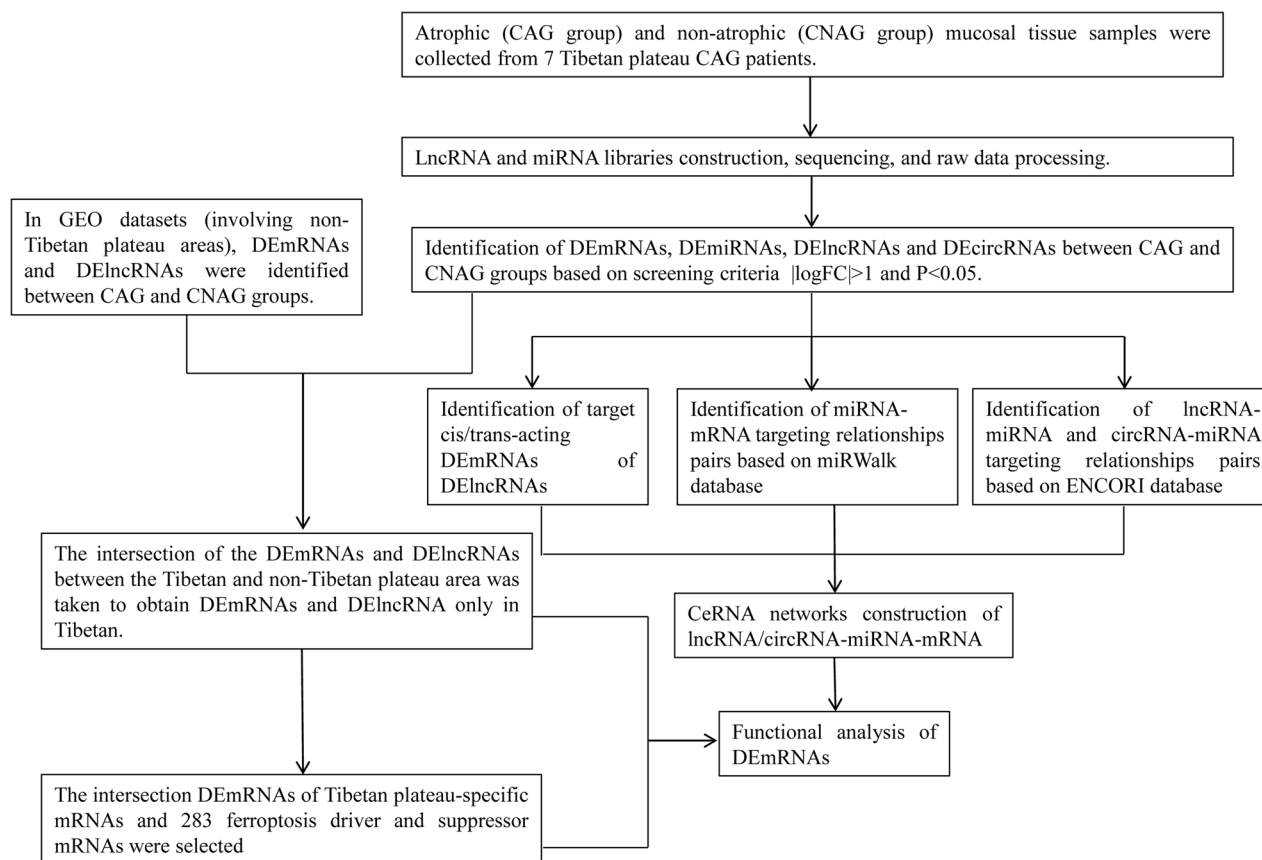 Atrophic (CAG group) and non-atrophic (CNAG group) mucosal tissue samples were
collected from 7 Tibetan plateau CAG patients.
LncRNA and miRNA libraries construction, sequencing, and raw data processing.
In GEO datasets (involving non-
Tibetan plateau areas), DEmRNAs
and DElncRNAs were identified
between CAG and CNAG groups.
Identification of DEmRNAs, DEmiRNAs, DElncRNAs and DEcircRNAs between CAG and
CNAG groups based on screening criteria |logFC|>1 and P<0.05.
Identification of target
cis/trans-acting
DEmRNAs of
DElncRNAs
Identification of miRNA-
mRNA targeting relationships
pairs based on miRWalk
database
Identification of lncRNA-
miRNA and circRNA-miRNA
targeting relationships pairs
based on ENCORI database
The intersection of the DEmRNAs and DElncRNAs
between the Tibetan and non-Tibetan plateau area was
taken to obtain DEmRNAs and DElncRNA only in
Tibetan.
CeRNA networks construction of
lncRNA/circRNA-miRNA-mRNA
Functional analysis of
DEmRNAs
The intersection DEmRNAs of Tibetan plateau-specific
mRNAs and 283 ferroptosis driver and suppressor
mRNAs were selected